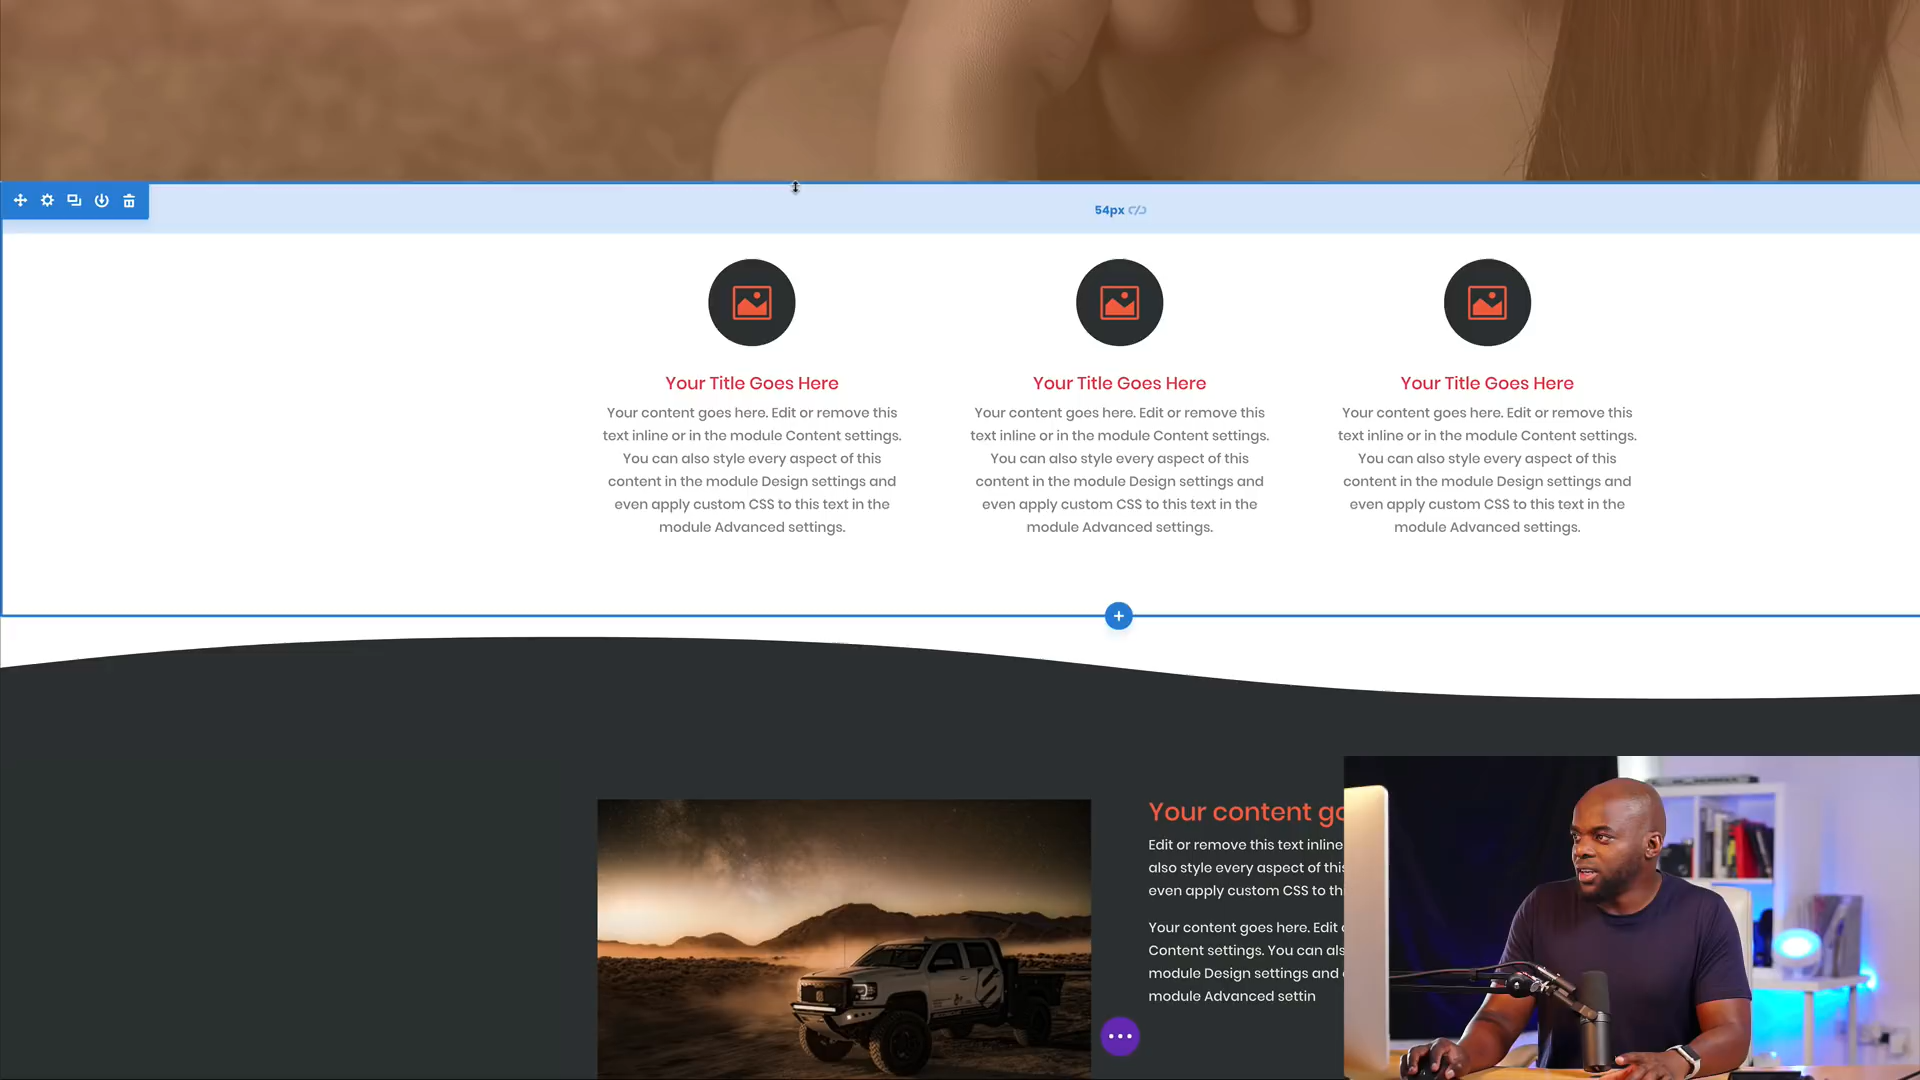 54px
Your Title Goes Here
Your content goes here. Edit or remove this
text inline or in the module Content settings.
You can also style every aspect of this
content in the module Design settings and
even apply custom CSS to this text in the
module Advanced settings.
Your Title Goes Here
Your content goes here. Edit or remove this
text inline or in the module Content settings.
You can also style every aspect of this
content in the module Design settings and
even apply custom CSS to this text in the
module Advanced settings.
Your Title Goes Here
Your content goes here. Edit or remove this
text inline or in the module Content settings.
You can also style every aspect of this
content in the module Design settings and
even apply custom CSS to this text in the
module Advanced settings.
Your content go
Edit or remove this text inline
also style every aspect of this
even apply custom CSS to th
Your content goes here. Edit
Content settings. You can als
module Design settings and
module Advanced settin